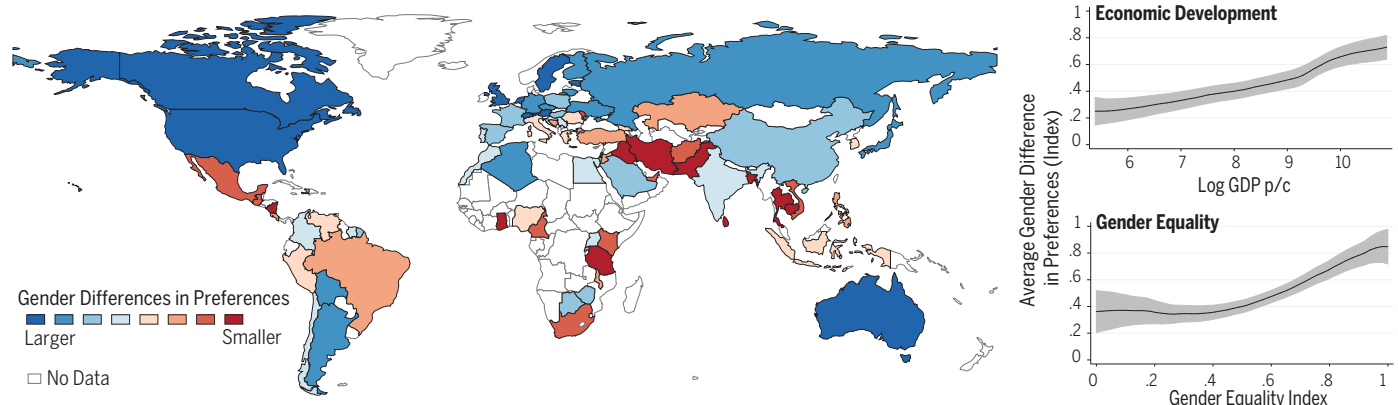 Gender Differences in Preferences
Larger
Smaller
No Data
Average Gender Difference
in Preferences (Index)
Economic Development
1
.8
.6
.4
.2
0
6
7
8
9
10
Log GDP p/c
Gender Equality
1
.8
.6
.4
.2
0
0
.2
.4
.6
.8
1
Gender Equality Index